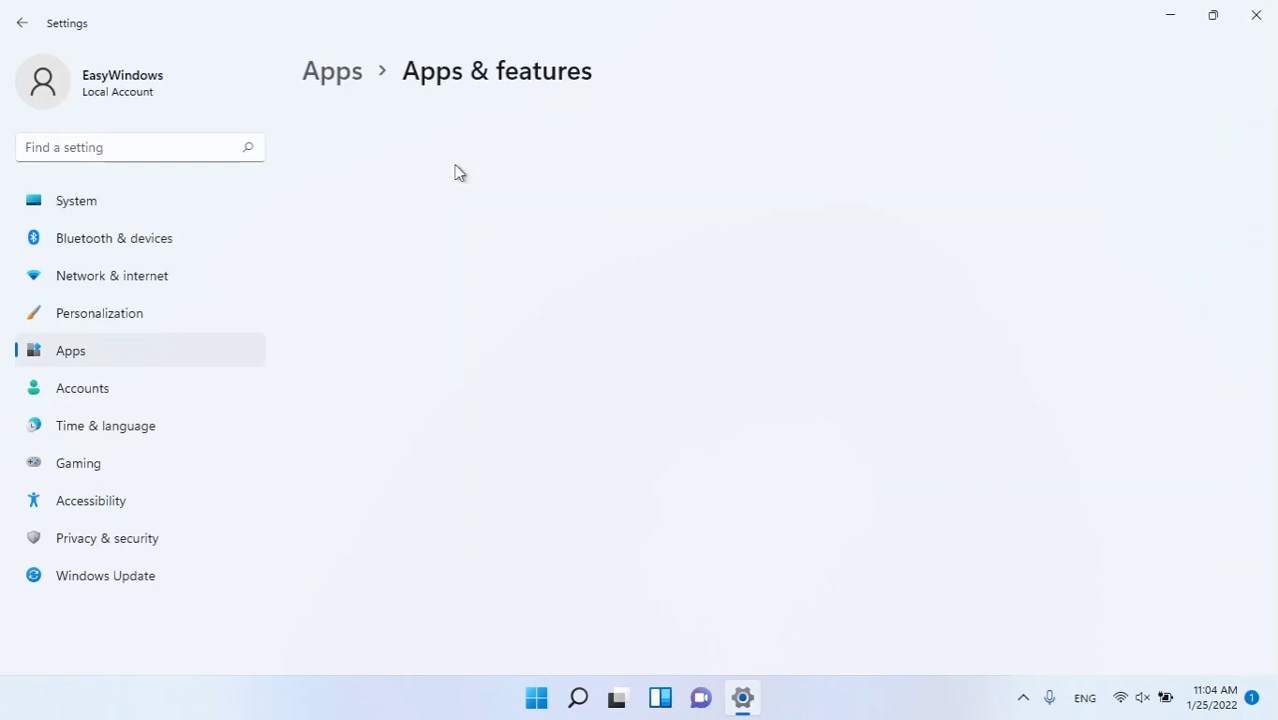 Settings
EasyWindows
Local Account
Find a setting
System
Bluetooth & devices
Network & internet
Personalization
Apps
Accounts
Time & language
Gaming
Accessibility
Privacy & security
Windows Update
Apps > Apps & features
ENG
11:04 AM
1/25/2022
1